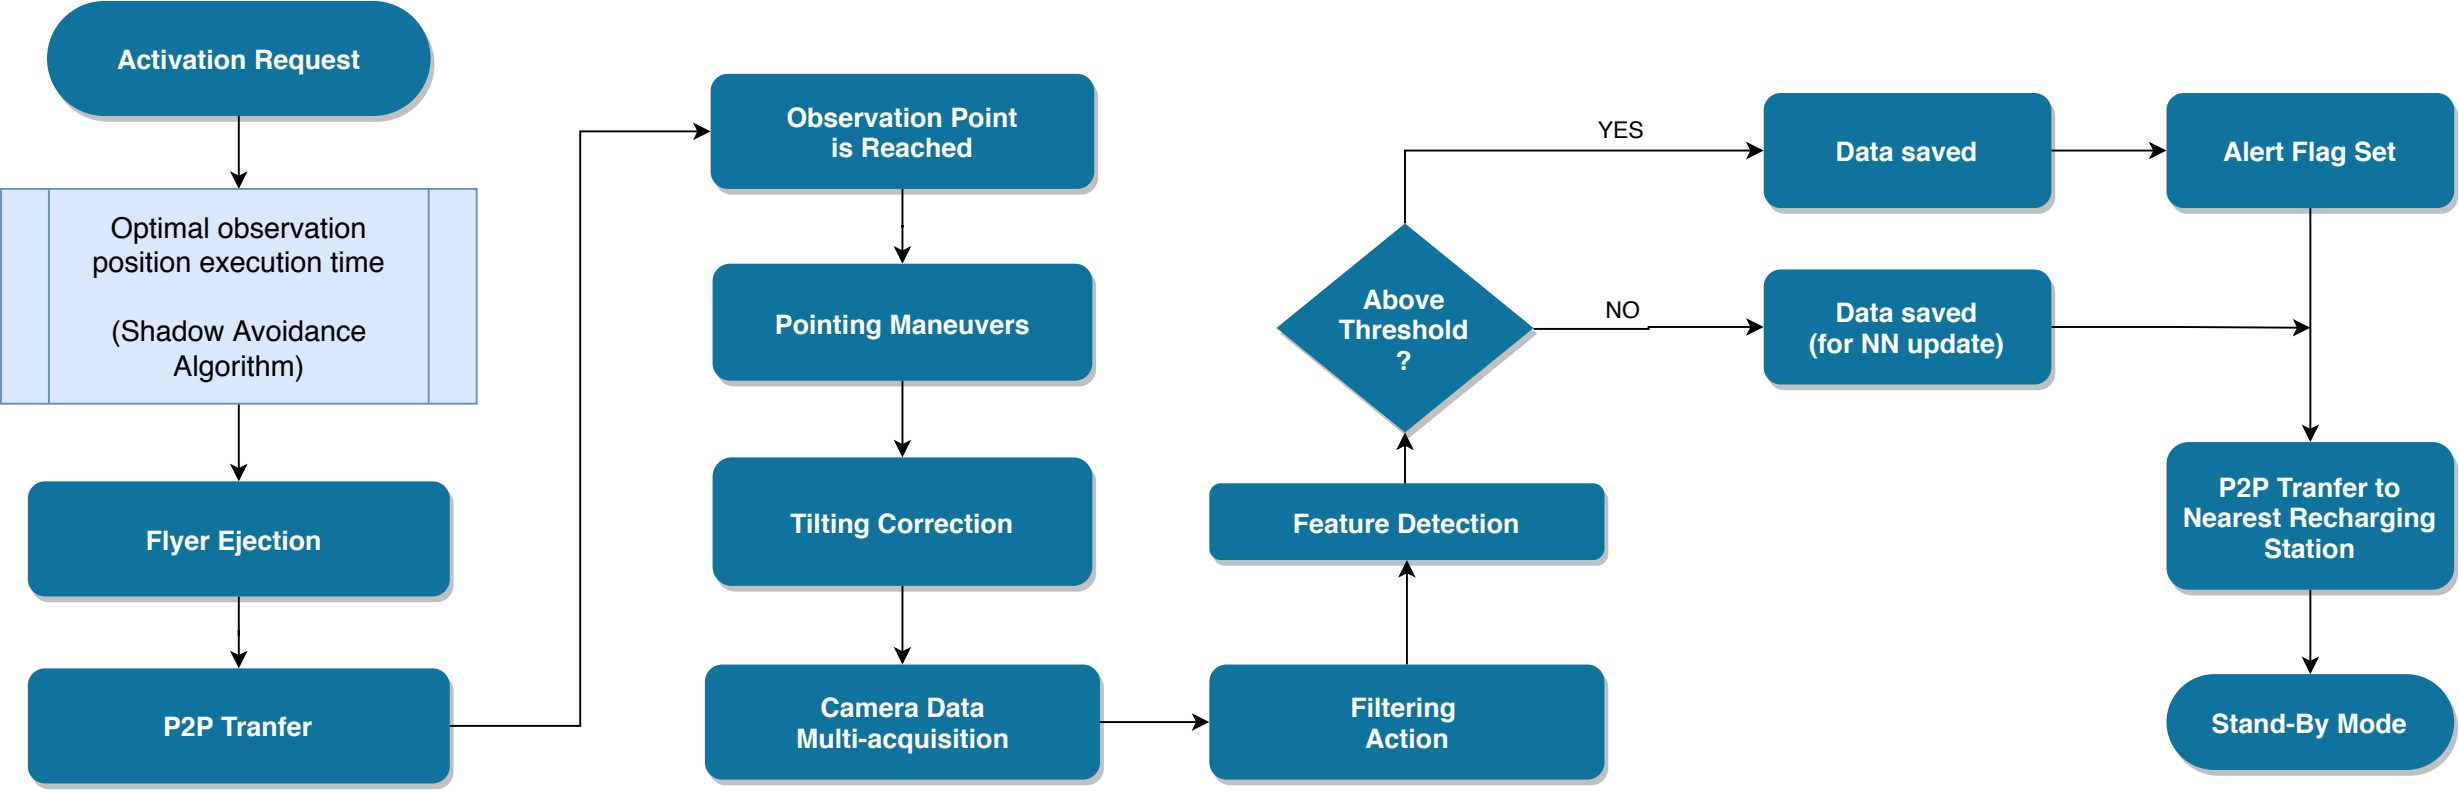 Activation Request
Optimal observation
position execution time
(Shadow Avoidance
Algorithm)
Flyer Ejection
P2P Tranfer
Observation Point
is Reached
Pointing Maneuvers
Tilting Correction
Camera Data
Multi-acquisition
Filtering
Action
Feature Detection
Above
Threshold
?
YES
NO
Data saved
Alert Flag Set
Data saved
(for NN update)
P2P Tranfer to
Nearest Recharging
Station
Stand-By Mode